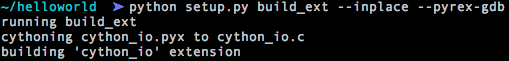 ~/helloworld ➤ python setup.py build_ext --inplace --pyrex-gdb
running build_ext
cythoning cython_io.pyx to cython_io.c
building 'cython_io' extension